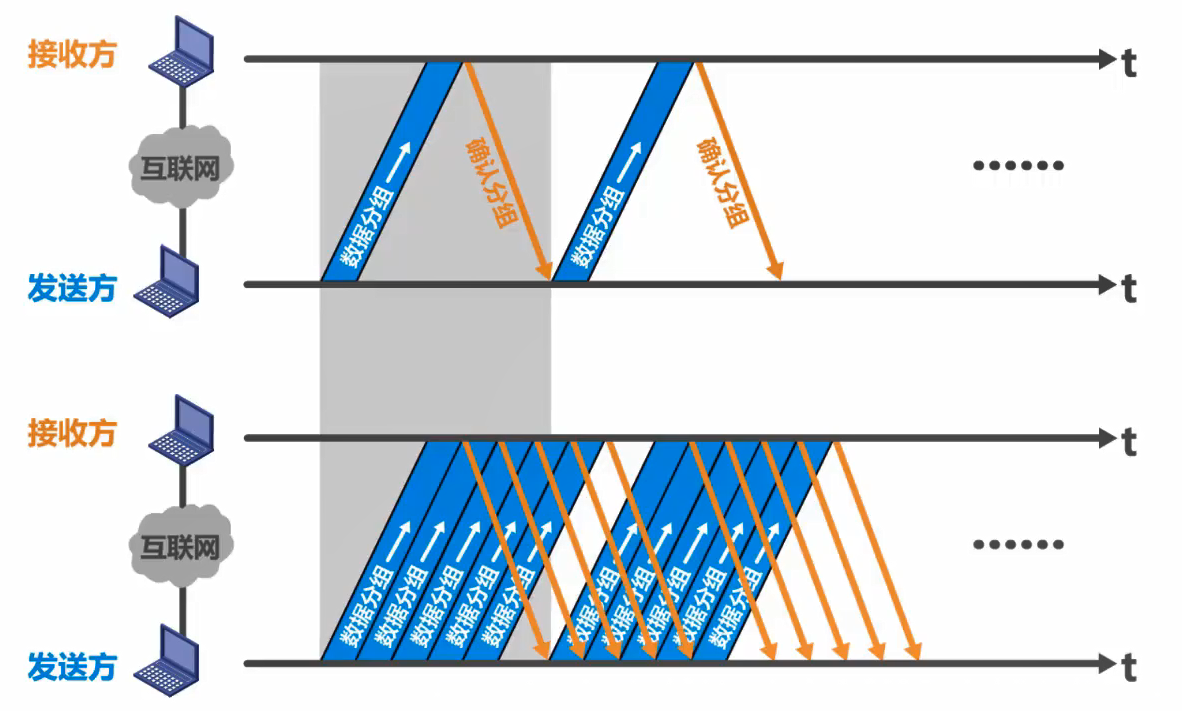 接收方
t
互联网
数据分组
确认分组
数据分组
确认分组
......
发送方
t
接收方
t
互联网
数据分组
数据分组
数据分组
数据分组
数据分组
数据分组
数据分组
数据分组
数据分组
数据分组
......
发送方
t